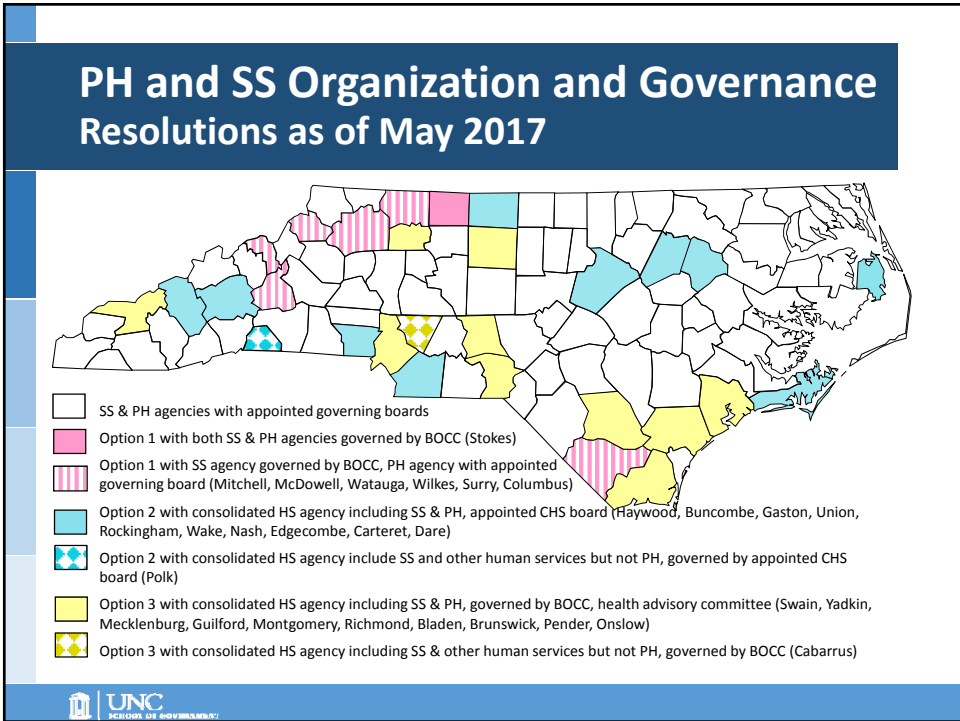 PH and SS Organization and Governance
Resolutions as of May 2017
SS & PH agencies with appointed governing boards
Option 1 with both SS & PH agencies governed by BOCC (Stokes)
Option 1 with SS agency governed by BOCC, PH agency with appointed
governing board (Mitchell, McDowell, Watauga, Wilkes, Surry, Columbus)
Option 2 with consolidated HS agency including SS & PH, appointed CHS board (Haywood, Buncombe, Gaston, Union,
Rockingham, Wake, Nash, Edgecombe, Carteret, Dare)
Option 2 with consolidated HS agency include SS and other human services but not PH, governed by appointed CHS
board (Polk)
Option 3 with consolidated HS agency including SS & PH, governed by BOCC, health advisory committee (Swain, Yadkin,
Mecklenburg, Guilford, Montgomery, Richmond, Bladen, Brunswick, Pender, Onslow)
Option 3 with consolidated HS agency including SS & other human services but not PH, governed by BOCC (Cabarrus)
UNC
SCHOOL OF GOVERNMENT